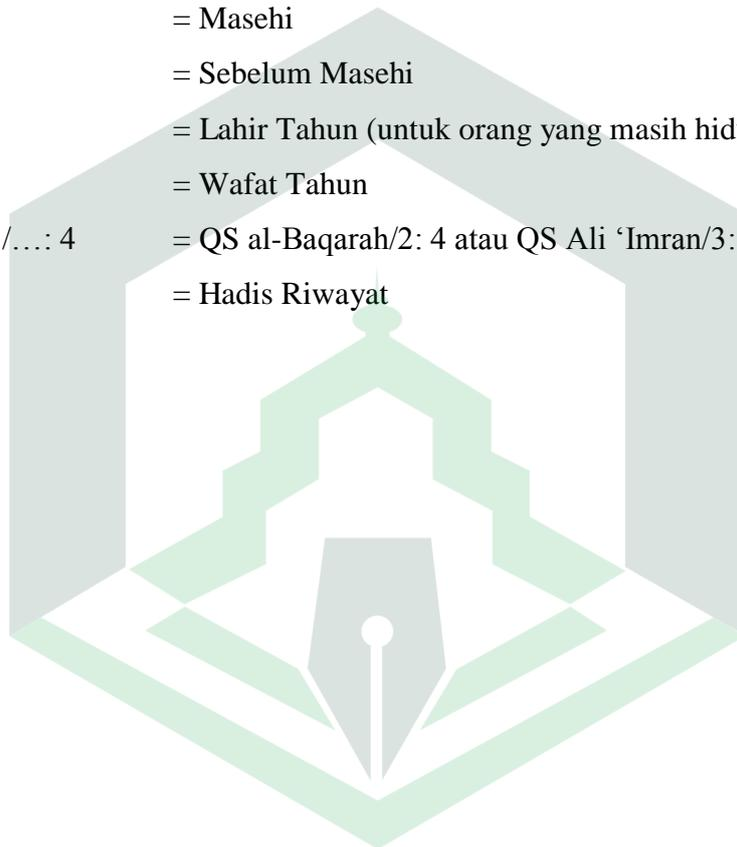 = Masehi
= Sebelum Masehi
= Lahir Tahun (untuk orang yang masih hid
= Wafat Tahun
/…: 4 = QS al-Baqarah/2: 4 atau QS Ali ‘Imran/3:
= Hadis Riwayat